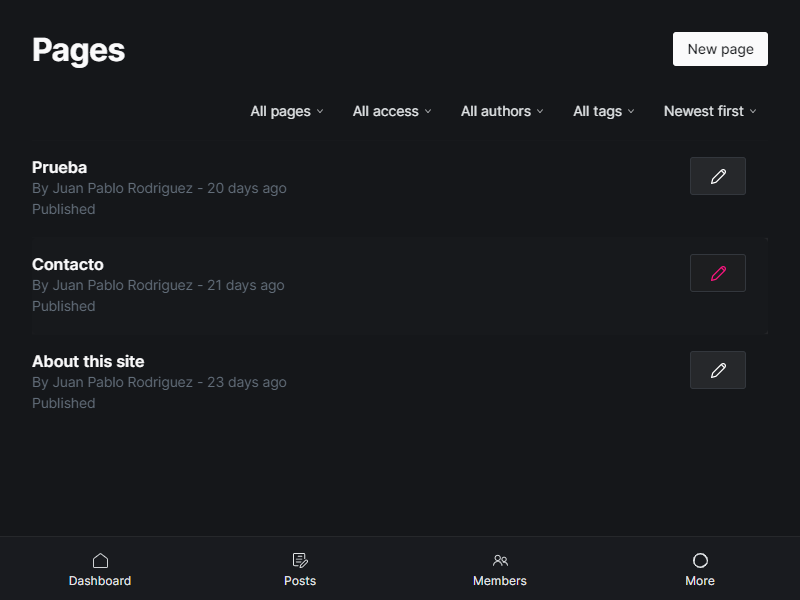 Pages
New page
All pages
All access
All authors
All tags
Newest first
Prueba
By Juan Pablo Rodriguez - 20 days ago
Published
Contacto
By Juan Pablo Rodriguez - 21 days ago
Published
About this site
By Juan Pablo Rodriguez - 23 days ago
Published
Dashboard
Posts
Members
More